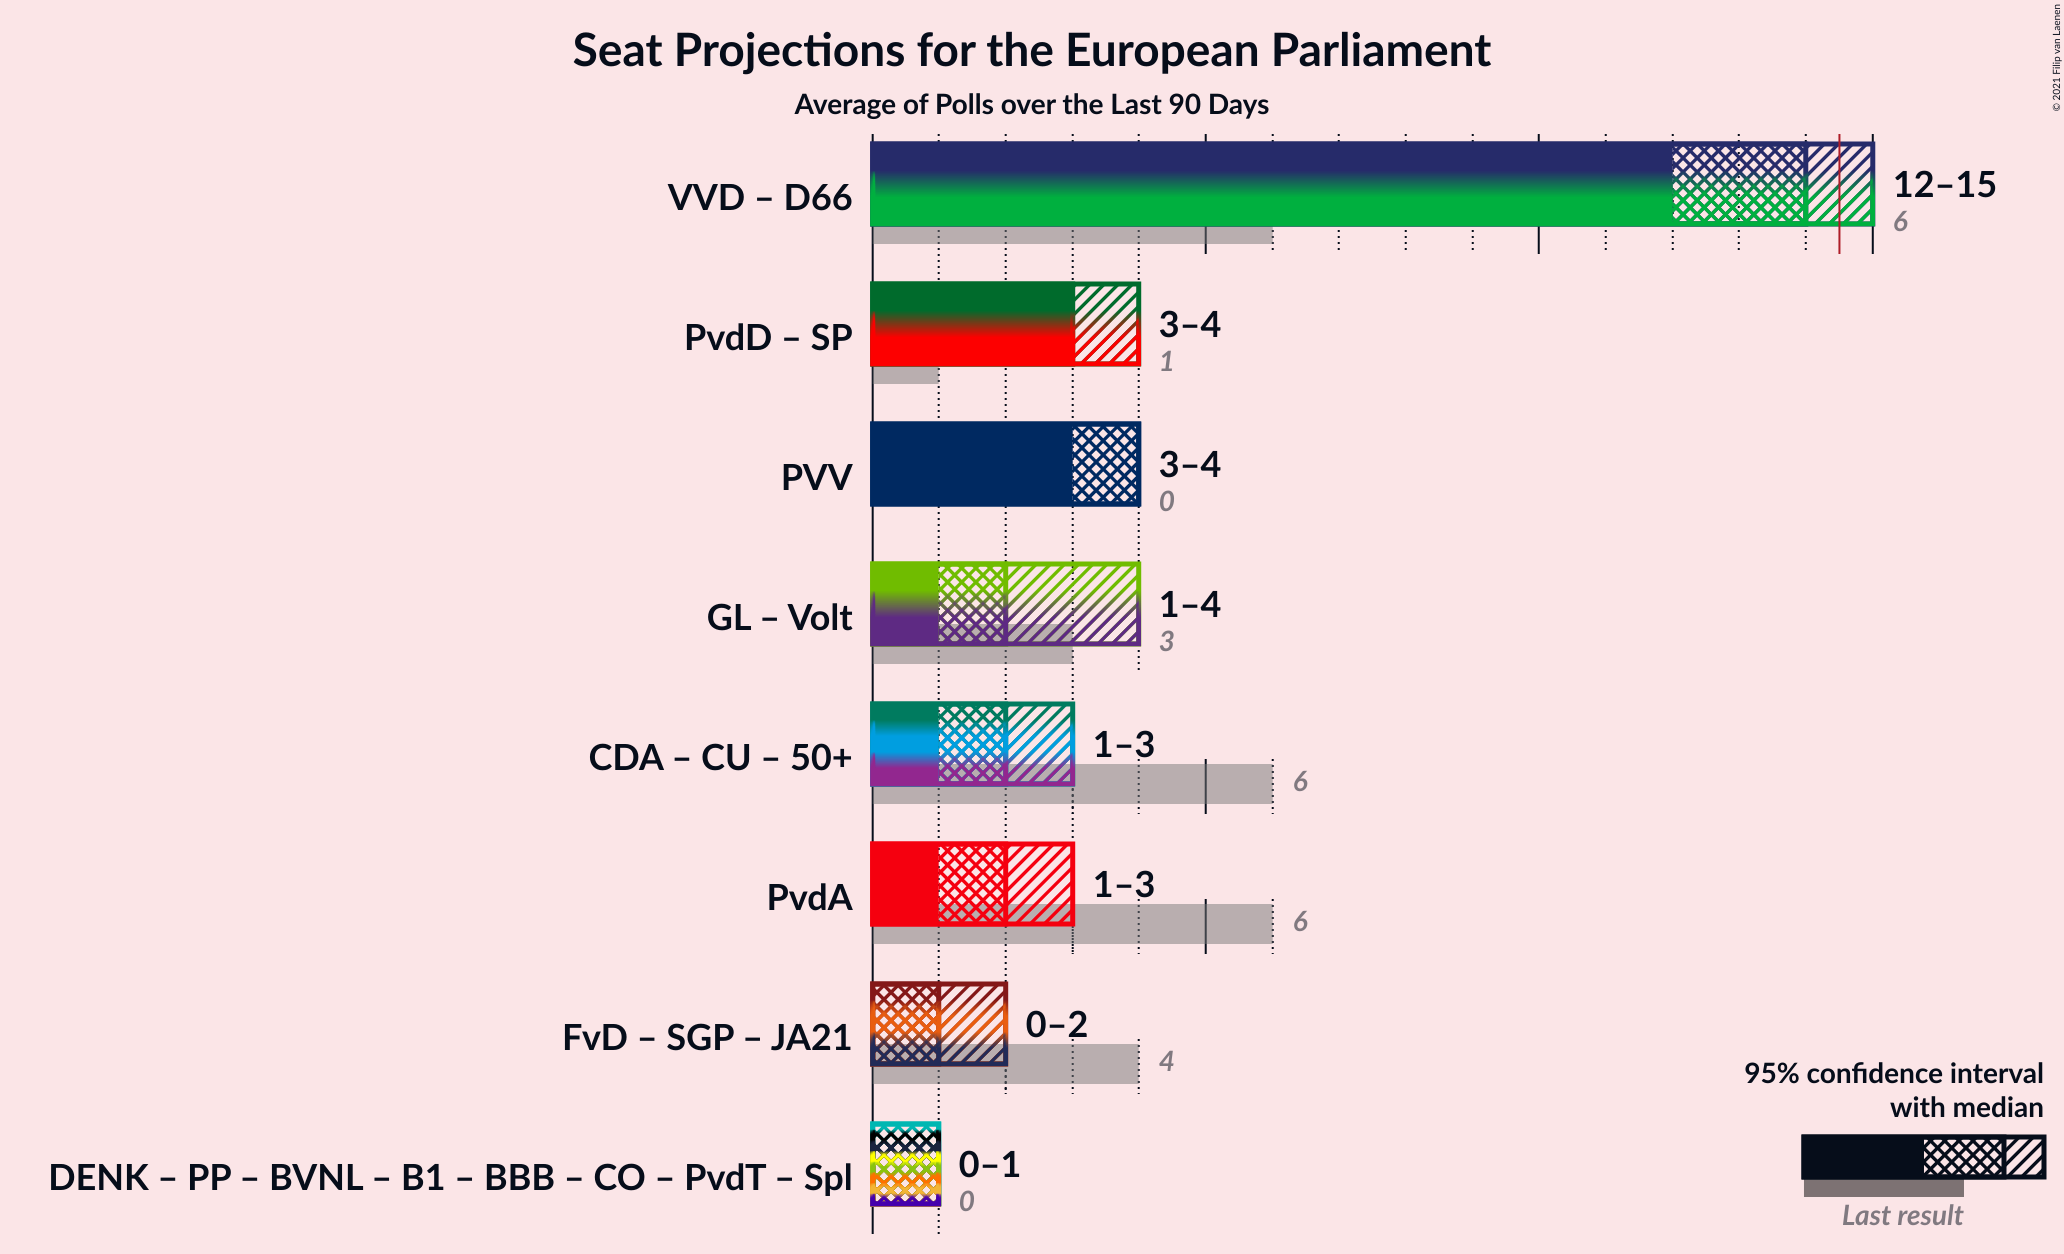 Seat Projections for the European Parliament
Average of Polls over the Last 90 Days
© 2021 Filip van Laenen
VVD – D66
12–15
6
PvdD – SP
3–4
1
PVV
3–4
0
GL – Volt
1–4
3
CDA – CU – 50+
1–3
6
PvdA
1–3
6
FvD – SGP – JA21
0–2
4
DENK – PP – BVNL – B1 – BBB – CO – PvdT – Spl
0–1
0
95% confidence interval
with median
Last result